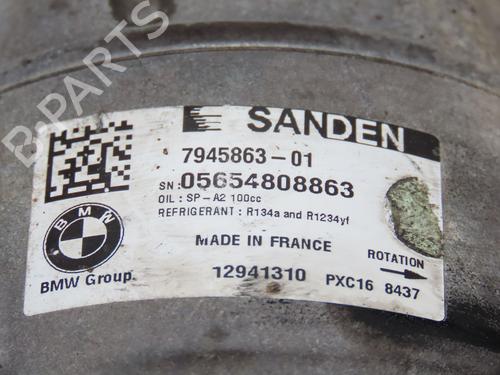 SANDEN
7945863-01
SN: 05654808863
OIL : SP-A2 100cc
REFRIGERANT : R134a and R1234yf
MADE IN FRANCE
ROTATION
BMW
BMW Group
12941310 PXC16 8437
B-PARTS